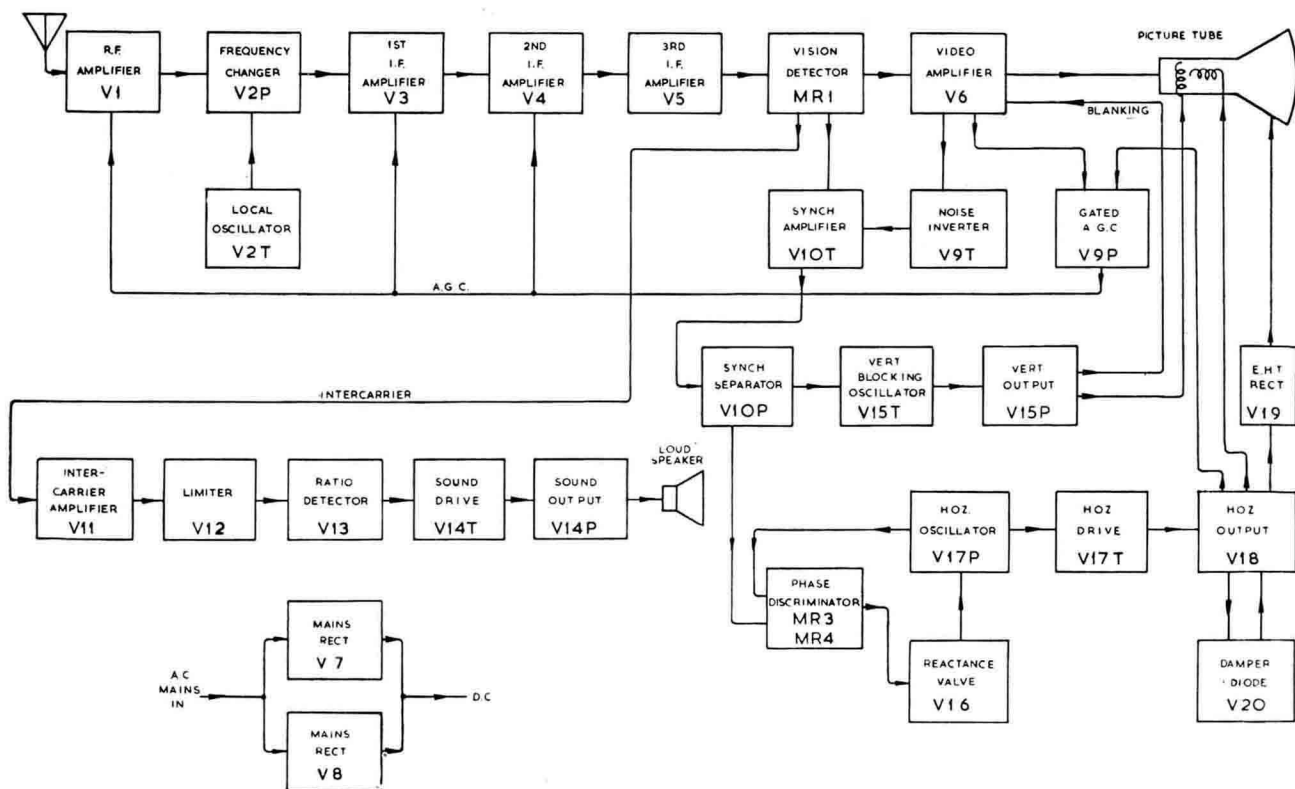 R.F.
AMPLIFIER
V1
FREQUENCY
CHANGER
V2P
1ST
I.F.
AMPLIFIER
V3
2ND
I.F.
AMPLIFIER
V4
3RD
I.F.
AMPLIFIER
V5
VISION
DETECTOR
MR1
VIDEO
AMPLIFIER
V6
PICTURE TUBE
BLANKING
LOCAL
OSCILLATOR
V2T
SYNCH
AMPLIFIER
V10T
NOISE
INVERTER
V9T
GATED
A G.C
V9P
A.G.C.
SYNCH
SEPARATOR
V10P
VERT
BLOCKING
OSCILLATOR
V15T
VERT
OUTPUT
V15P
E.H.T
RECT
V19
INTERCARRIER
INTER-
CARRIER
AMPLIFIER
V11
LIMITER
V12
RATIO
DETECTOR
V13
SOUND
DRIVE
V14T
SOUND
OUTPUT
V14P
LOUD
SPEAKER
HOZ.
OSCILLATOR
V17P
HOZ
DRIVE
V17T
HOZ
OUTPUT
V18
PHASE
DISCRIMINATOR
MR3
MR4
REACTANCE
VALVE
V16
DAMPER
DIODE
V20
MAINS
RECT
V7
A.C
MAINS
IN
D.C
MAINS
RECT
V8